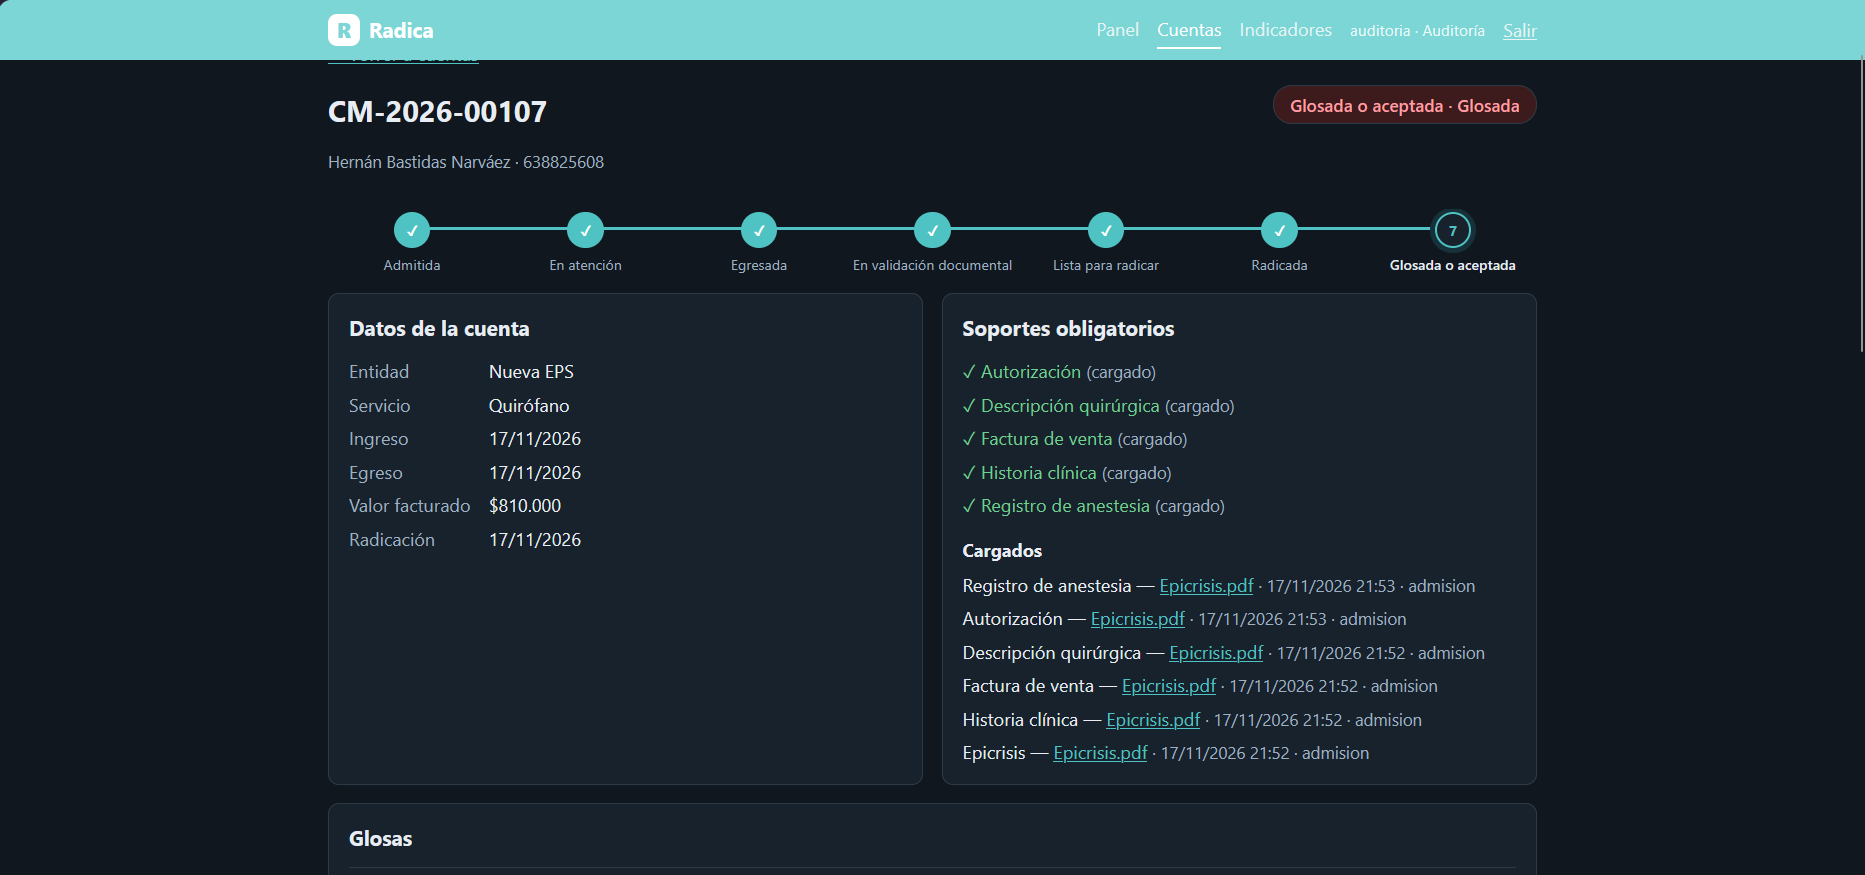 R Radica
Panel Cuentas Indicadores auditoria · Auditoría Salir
CM-2026-00107
Glosada o aceptada · Glosada
Hernán Bastidas Narváez · 638825608
✓ ✓ ✓ ✓ ✓ ✓ 7
Admitida En atención Egresada En validación documental Lista para radicar Radicada Glosada o aceptada
Datos de la cuenta
Entidad Nueva EPS
Servicio Quirófano
Ingreso 17/11/2026
Egreso 17/11/2026
Valor facturado $810.000
Radicación 17/11/2026
Soportes obligatorios
✓ Autorización (cargado)
✓ Descripción quirúrgica (cargado)
✓ Factura de venta (cargado)
✓ Historia clínica (cargado)
✓ Registro de anestesia (cargado)
Cargados
Registro de anestesia — Epicrisis.pdf · 17/11/2026 21:53 · admision
Autorización — Epicrisis.pdf · 17/11/2026 21:53 · admision
Descripción quirúrgica — Epicrisis.pdf · 17/11/2026 21:52 · admision
Factura de venta — Epicrisis.pdf · 17/11/2026 21:52 · admision
Historia clínica — Epicrisis.pdf · 17/11/2026 21:52 · admision
Epicrisis — Epicrisis.pdf · 17/11/2026 21:52 · admision
Glosas